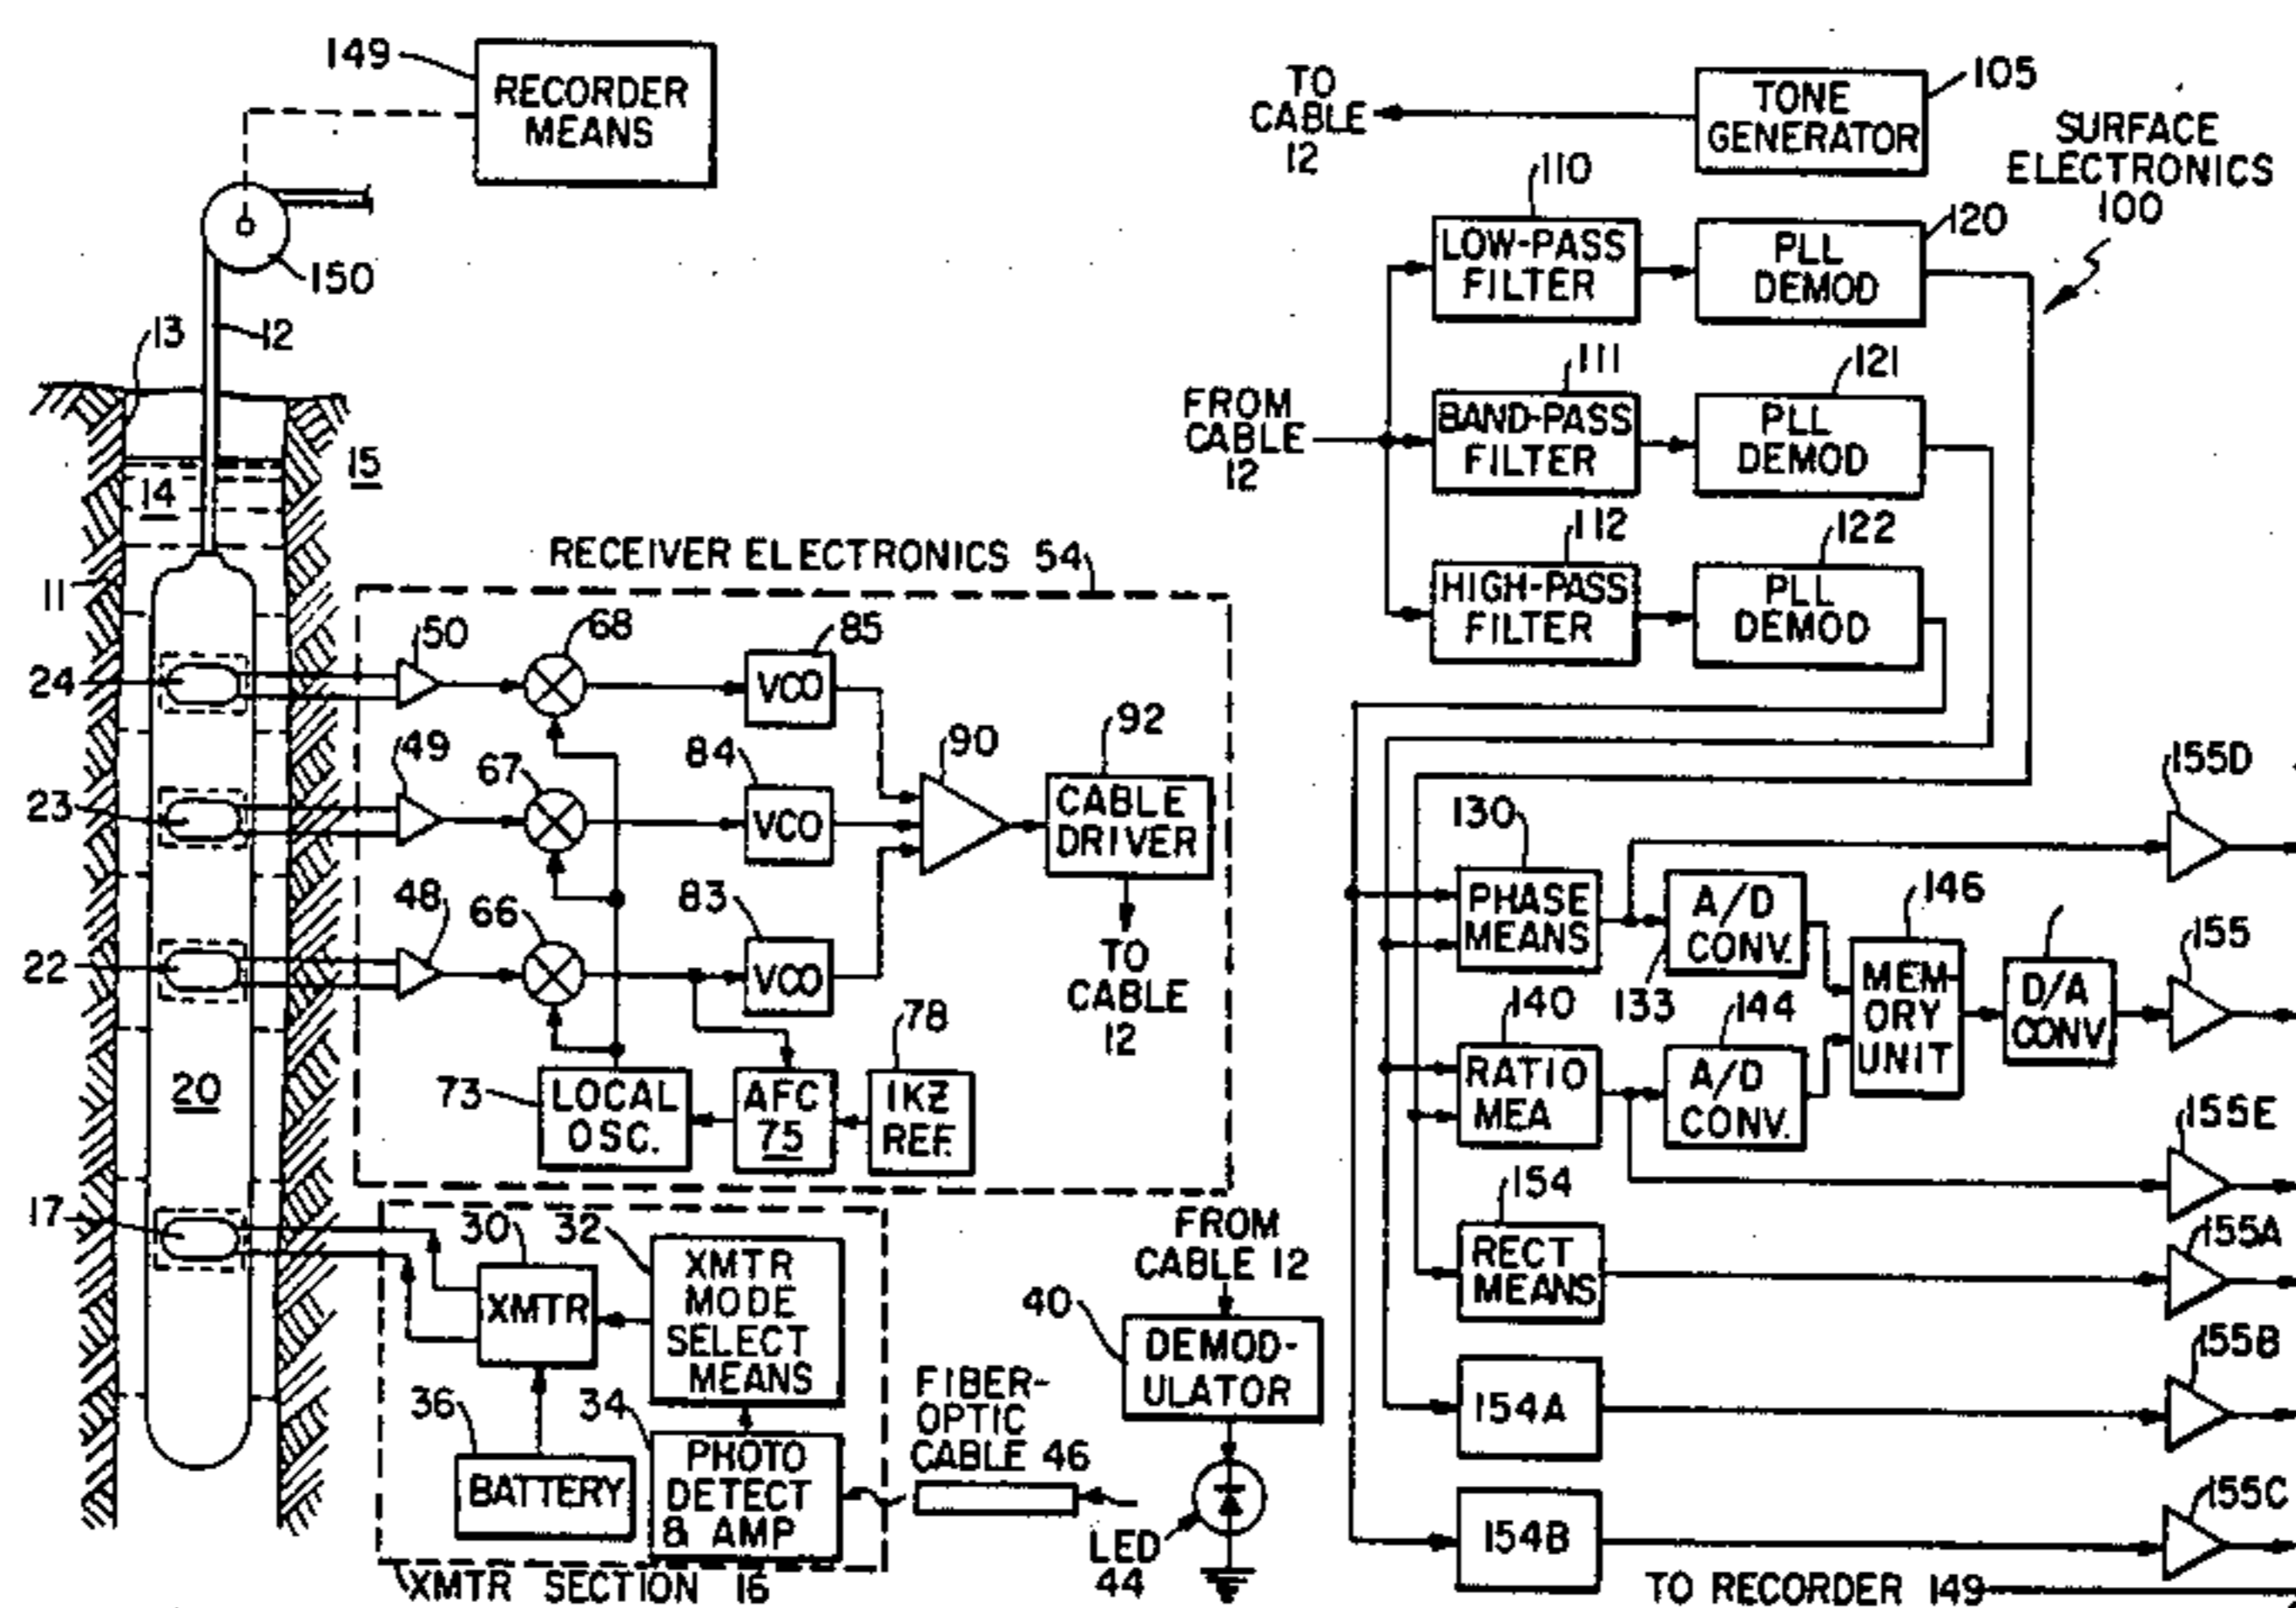 149
RECORDER
MEANS
150
13
12
15
14
11
24
23
22
20
17
RECEIVER ELECTRONICS 54
50
68
85
VCO
49
67
84
VCO
90
92
CABLE
DRIVER
48
66
83
VCO
TO
CABLE
12
78
73
LOCAL
OSC.
AFC
75
1KZ
REF.
30
XMTR
32
XMTR
MODE
SELECT
MEANS
36
BATTERY
34
PHOTO
DETECT
& AMP
XMTR SECTION 16
FIBER-
OPTIC
CABLE 46
FROM
CABLE 12
40
DEMOD-
ULATOR
LED
44
TO
CABLE
12
TONE
GENERATOR
105
SURFACE
ELECTRONICS
100
110
LOW-PASS
FILTER
PLL
DEMOD
120
FROM
CABLE
12
111
BAND-PASS
FILTER
121
PLL
DEMOD
112
HIGH-PASS
FILTER
122
PLL
DEMOD
130
PHASE
MEANS
A/D
CONV.
133
146
MEM-
ORY
UNIT
D/A
CONV
155D
155
140
RATIO
MEA
144
A/D
CONV.
155E
154
RECT
MEANS
155A
154A
155B
154B
155C
TO RECORDER 149